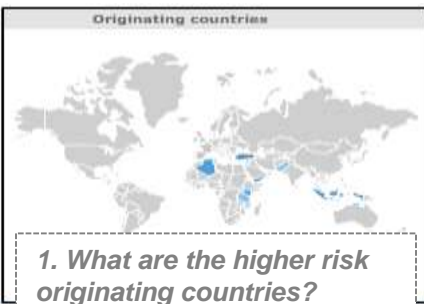 Originating countries
1. What are the higher risk
originating countries?